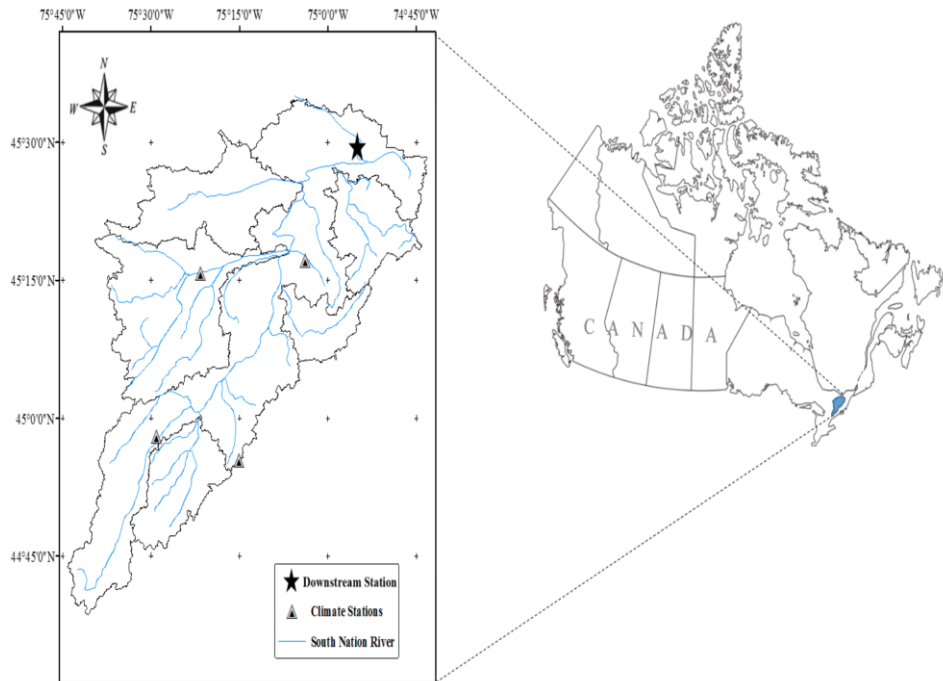 75°45'0"W 75°30'0"W 75°15'0"W 75°0'0"W 74°45'0"W
N
W E
S
45°30'0"N
45°15'0"N
45°0'0"N
44°45'0"N
Downstream Station
Climate Stations
South Nation River
CANADA